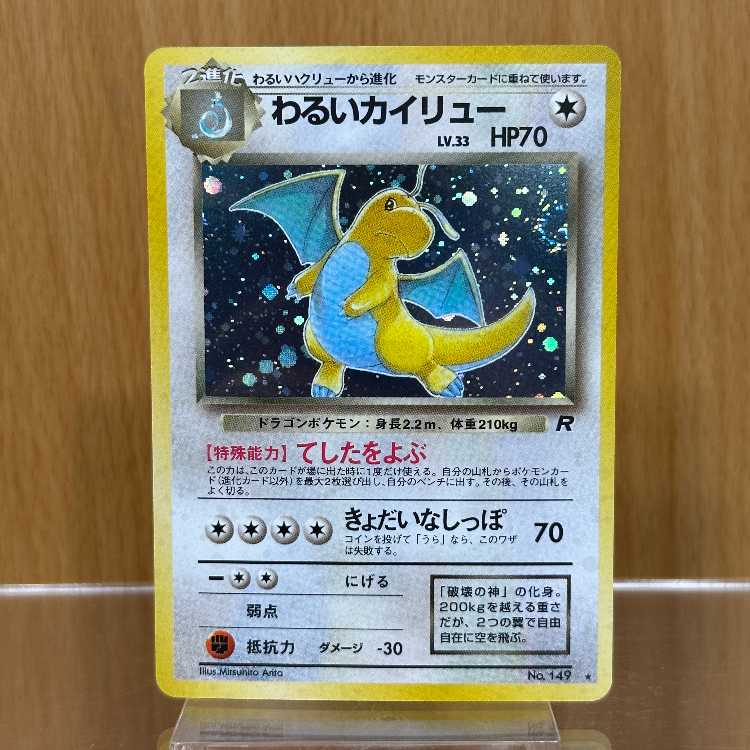 2進化 わるいハクリューから進化 モンスターカードに重ねて使います。
わるいカイリュー
LV.33 HP70
ドラゴンポケモン：身長2.2m、体重210kg
R
【特殊能力】てしたをよぶ
この力は、このカードが場に出た時に1度だけ使える。自分の山札からポケモンカー
ド(進化カード以外)を最大2枚選び出し、自分のベンチに出す。その後、その山札を
よく切る。
きょだいなしっぽ 70
コインを投げて「うら」なら、このワザ
は失敗する。
ー にげる
弱点
抵抗力 ダメージ -30
「破壊の神」の化身。
200kgを越える重さ
だが、2つの翼で自由
自在に空を飛ぶ。
Illus.Mitsuhiro Arita
No. 149 ★